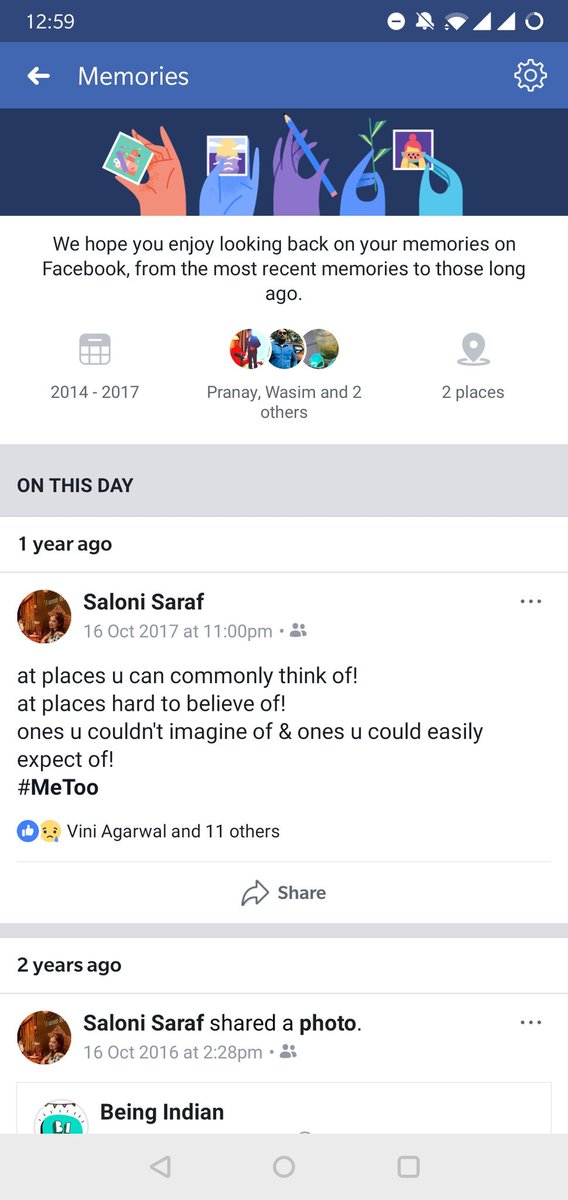 12:59
Memories
We hope you enjoy looking back on your memories on
Facebook, from the most recent memories to those long
ago.
2014 - 2017
Pranay, Wasim and 2
others
2 places
ON THIS DAY
1 year ago
Saloni Saraf
16 Oct 2017 at 11:00pm •
at places u can commonly think of!
at places hard to believe of!
ones u couldn't imagine of & ones u could easily
expect of!
#MeToo
Vini Agarwal and 11 others
Share
2 years ago
Saloni Saraf shared a photo.
16 Oct 2016 at 2:28pm •
Being Indian
BI